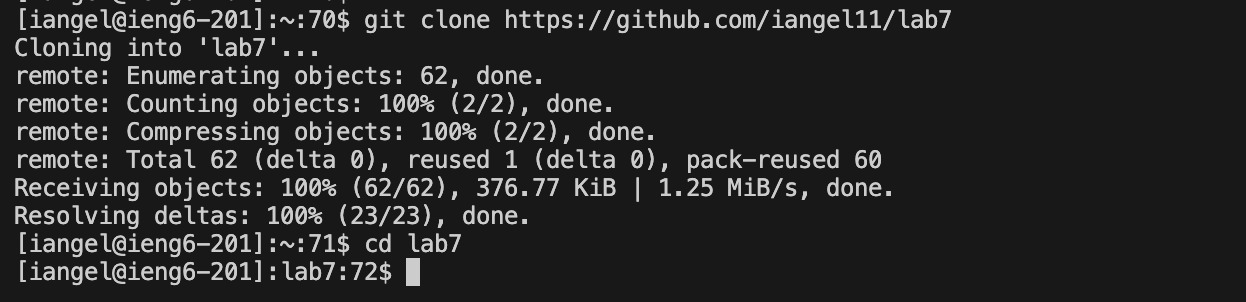 [iangel@ieng6-201]:~:70$ git clone https://github.com/iangel11/lab7
Cloning into 'lab7'...
remote: Enumerating objects: 62, done.
remote: Counting objects: 100% (2/2), done.
remote: Compressing objects: 100% (2/2), done.
remote: Total 62 (delta 0), reused 1 (delta 0), pack-reused 60
Receiving objects: 100% (62/62), 376.77 KiB | 1.25 MiB/s, done.
Resolving deltas: 100% (23/23), done.
[iangel@ieng6-201]:~:71$ cd lab7
[iangel@ieng6-201]:lab7:72$